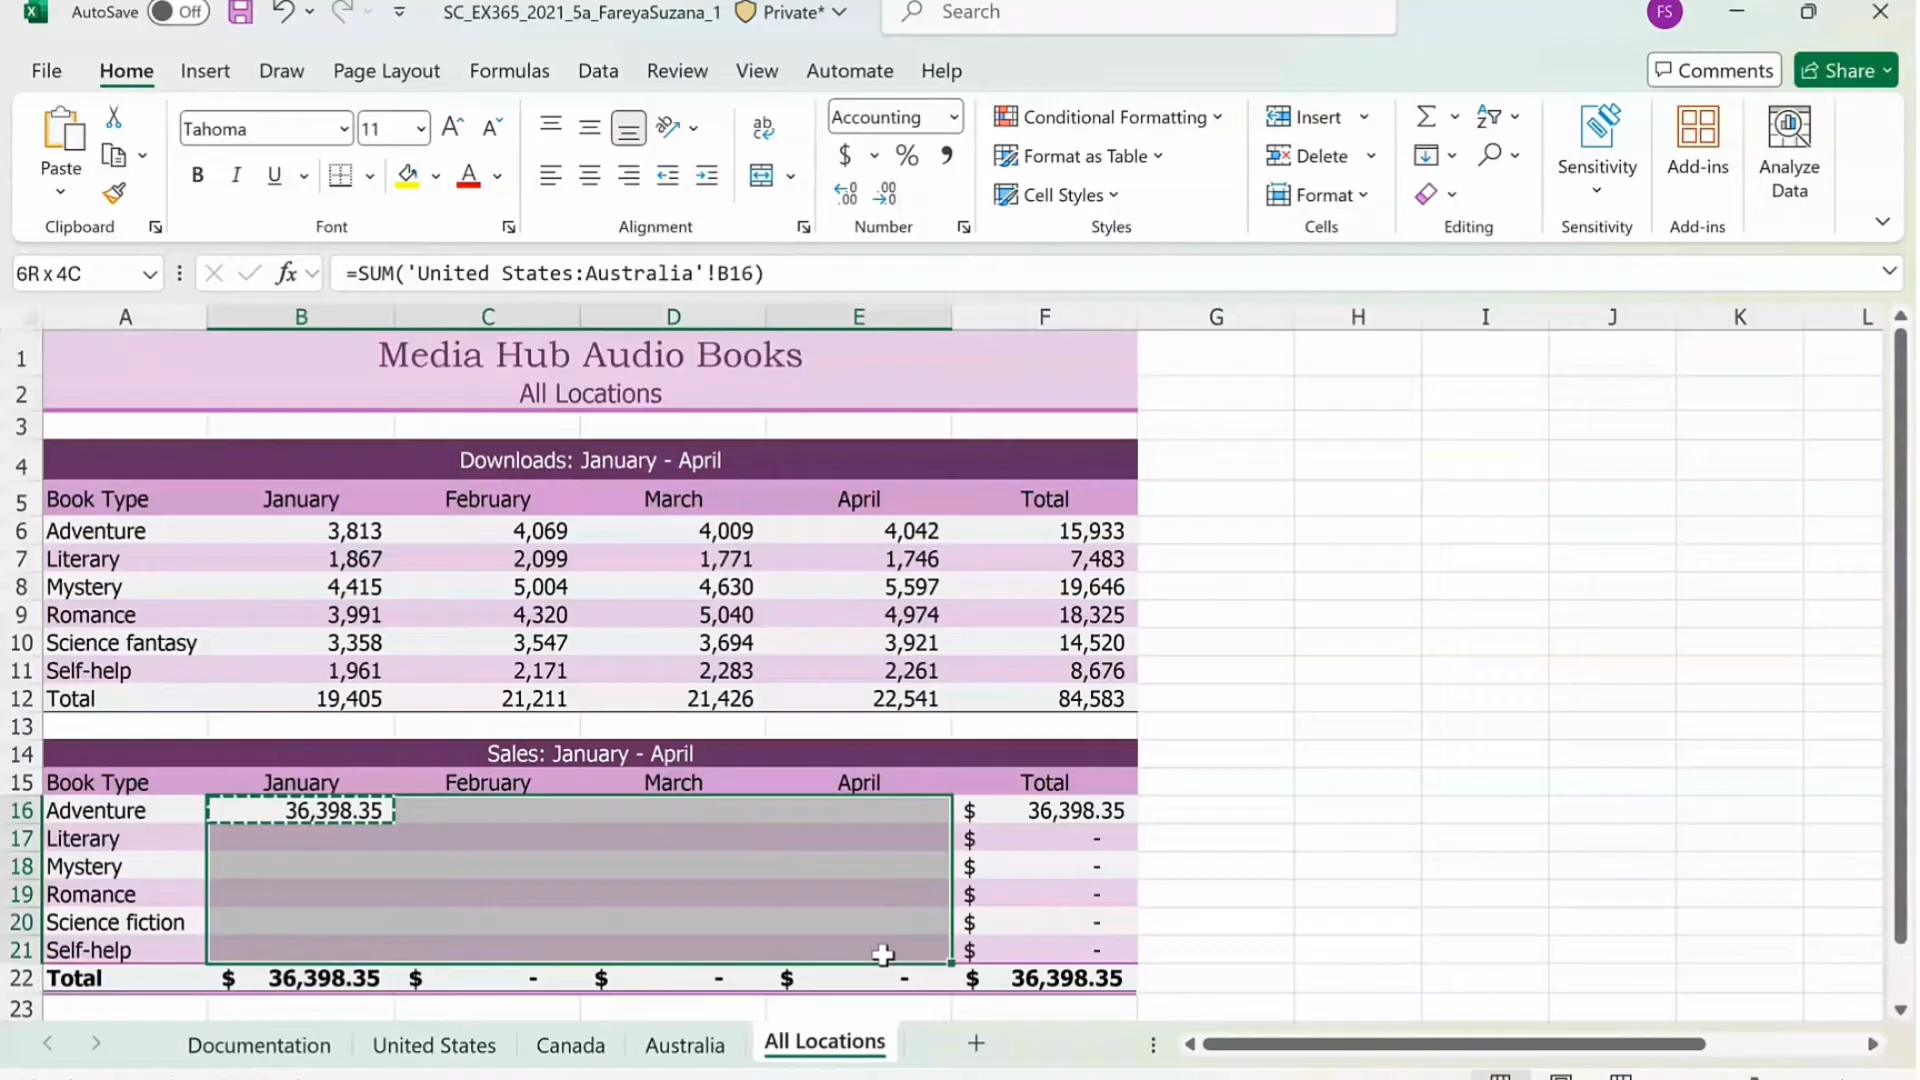 AutoSave Off SC_EX365_2021_5a_FareyaSuzana_1 Private* Search FS
File Home Insert Draw Page Layout Formulas Data Review View Automate Help Comments Share
Paste Tahoma 11 A^ A^ ab Accounting Conditional Formatting Insert Σ Sensitivity Add-ins Analyze Data
B I U A $ % , Format as Table Delete
.00 .00 Cell Styles Format
Clipboard Font Alignment Number Styles Cells Editing Sensitivity Add-ins
6R x 4C fx =SUM('United States:Australia'!B16)
A B C D E F G H I J K L
1 Media Hub Audio Books
2 All Locations
3
4 Downloads: January - April
5 Book Type January February March April Total
6 Adventure 3,813 4,069 4,009 4,042 15,933
7 Literary 1,867 2,099 1,771 1,746 7,483
8 Mystery 4,415 5,004 4,630 5,597 19,646
9 Romance 3,991 4,320 5,040 4,974 18,325
10 Science fantasy 3,358 3,547 3,694 3,921 14,520
11 Self-help 1,961 2,171 2,283 2,261 8,676
12 Total 19,405 21,211 21,426 22,541 84,583
13
14 Sales: January - April
15 Book Type January February March April Total
16 Adventure 36,398.35 $ 36,398.35
17 Literary $ -
18 Mystery $ -
19 Romance $ -
20 Science fiction $ -
21 Self-help $ -
22 Total $ 36,398.35 $ - $ - $ - $ 36,398.35
23
Documentation United States Canada Australia All Locations +